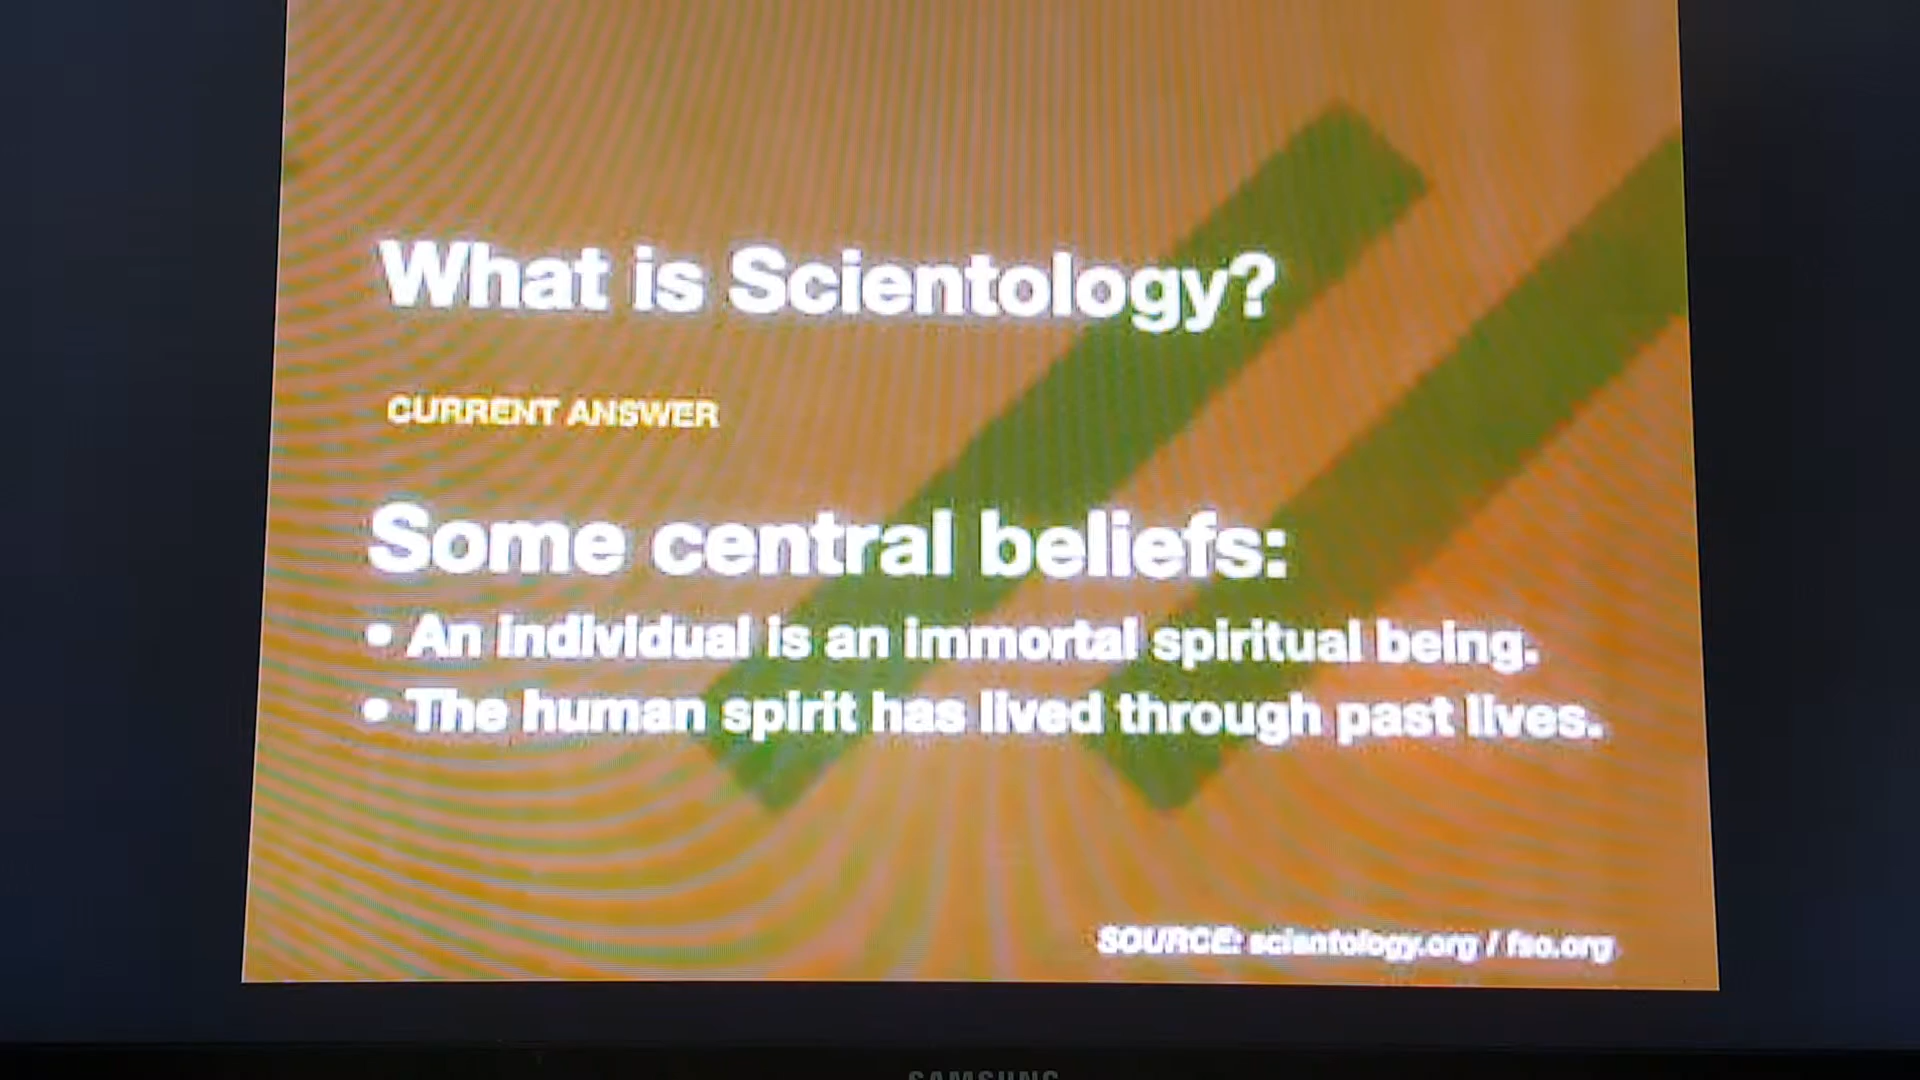 What is Scientology?
CURRENT ANSWER
Some central beliefs:
• An individual is an immortal spiritual being.
• The human spirit has lived through past lives.
SOURCE: scientology.org / fso.org
SAMSUNG